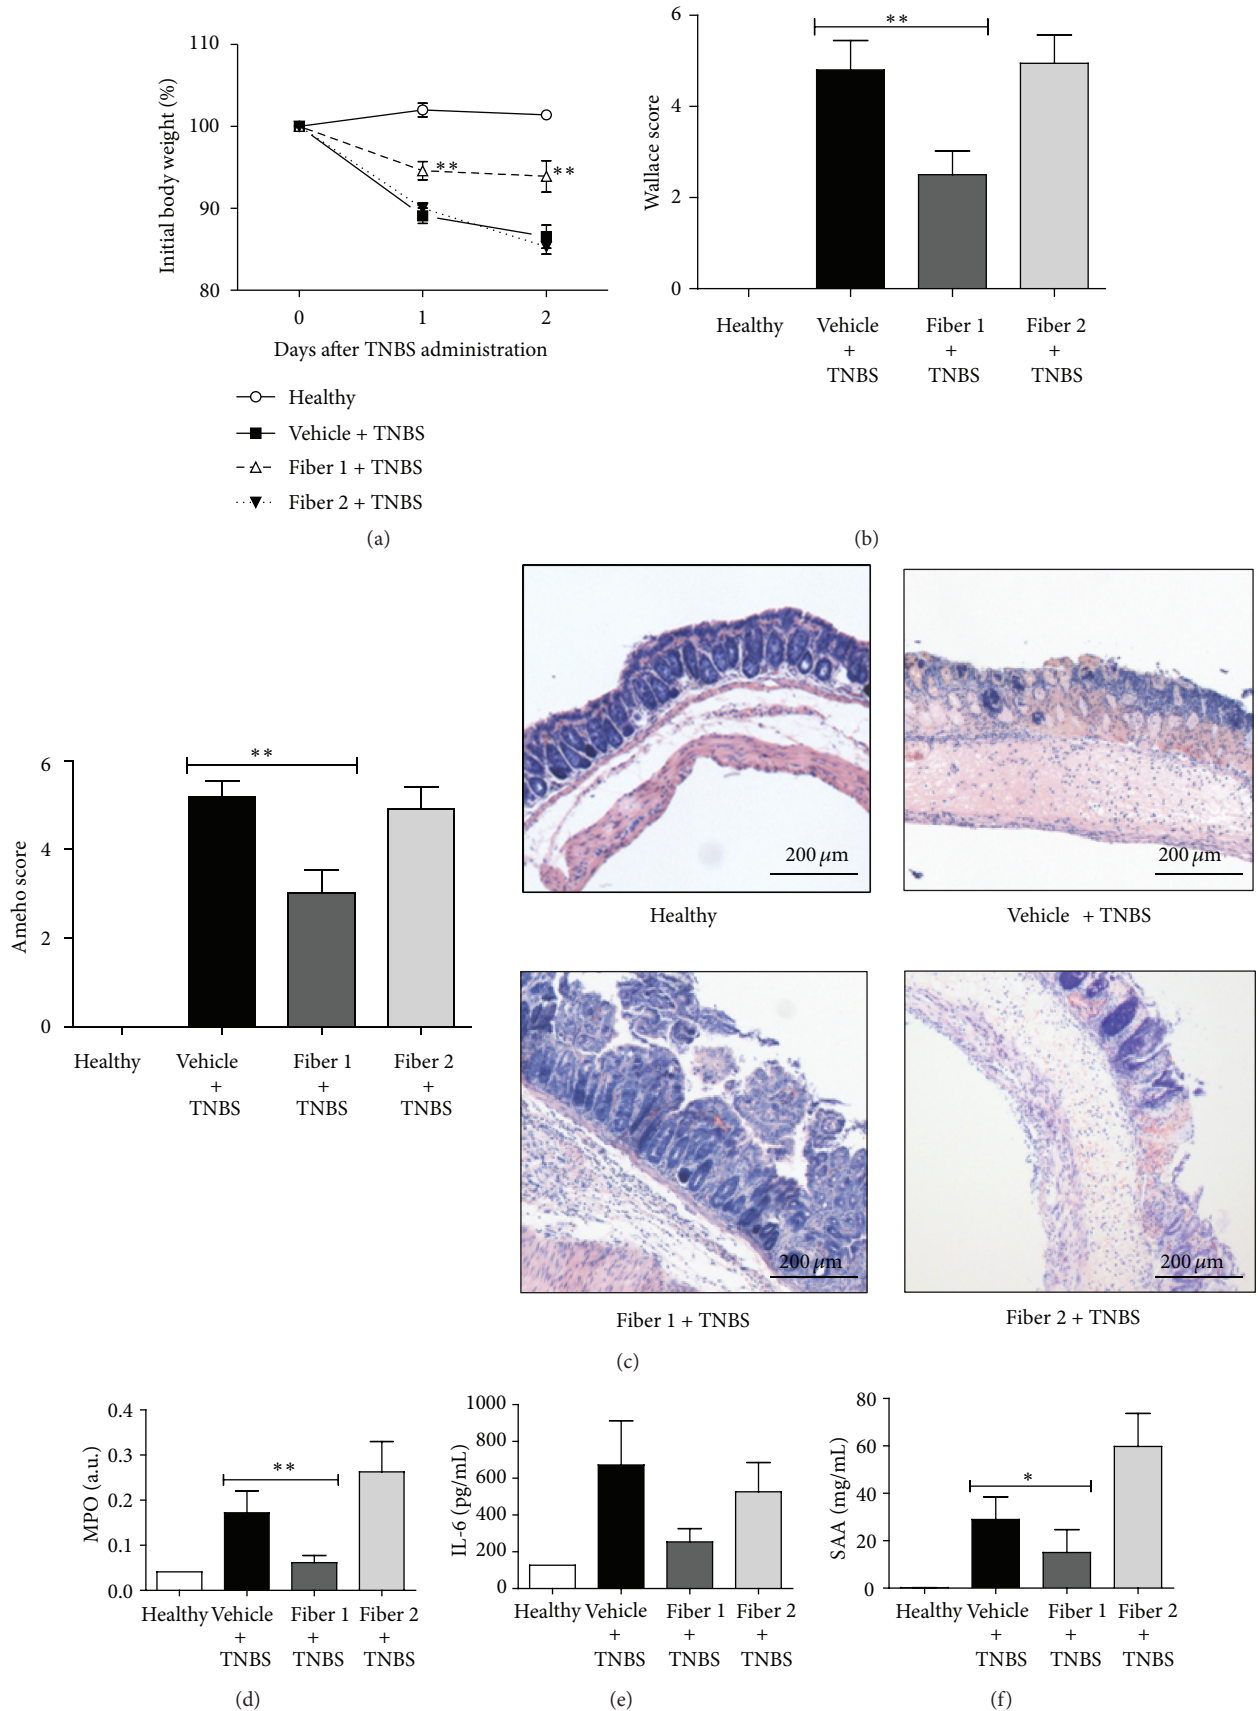 110
100
90
80
Initial body weight (%)
0 1 2
Days after TNBS administration
**
**
Healthy
Vehicle + TNBS
Fiber 1 + TNBS
Fiber 2 + TNBS
(a)
6
4
2
0
Wallace score
**
Healthy Vehicle Fiber 1 Fiber 2
+ + +
TNBS TNBS TNBS
(b)
6
4
2
0
Ameho score
**
Healthy Vehicle Fiber 1 Fiber 2
+ + +
TNBS TNBS TNBS
200 μm
Healthy
200 μm
Vehicle + TNBS
200 μm
Fiber 1 + TNBS
200 μm
Fiber 2 + TNBS
(c)
0.4
0.3
0.2
0.1
0.0
MPO (a.u.)
**
Healthy Vehicle Fiber 1 Fiber 2
+ + +
TNBS TNBS TNBS
(d)
1000
800
600
400
200
0
IL-6 (pg/mL)
Healthy Vehicle Fiber 1 Fiber 2
+ + +
TNBS TNBS TNBS
(e)
80
60
40
20
0
SAA (mg/mL)
*
Healthy Vehicle Fiber 1 Fiber 2
+ + +
TNBS TNBS TNBS
(f)